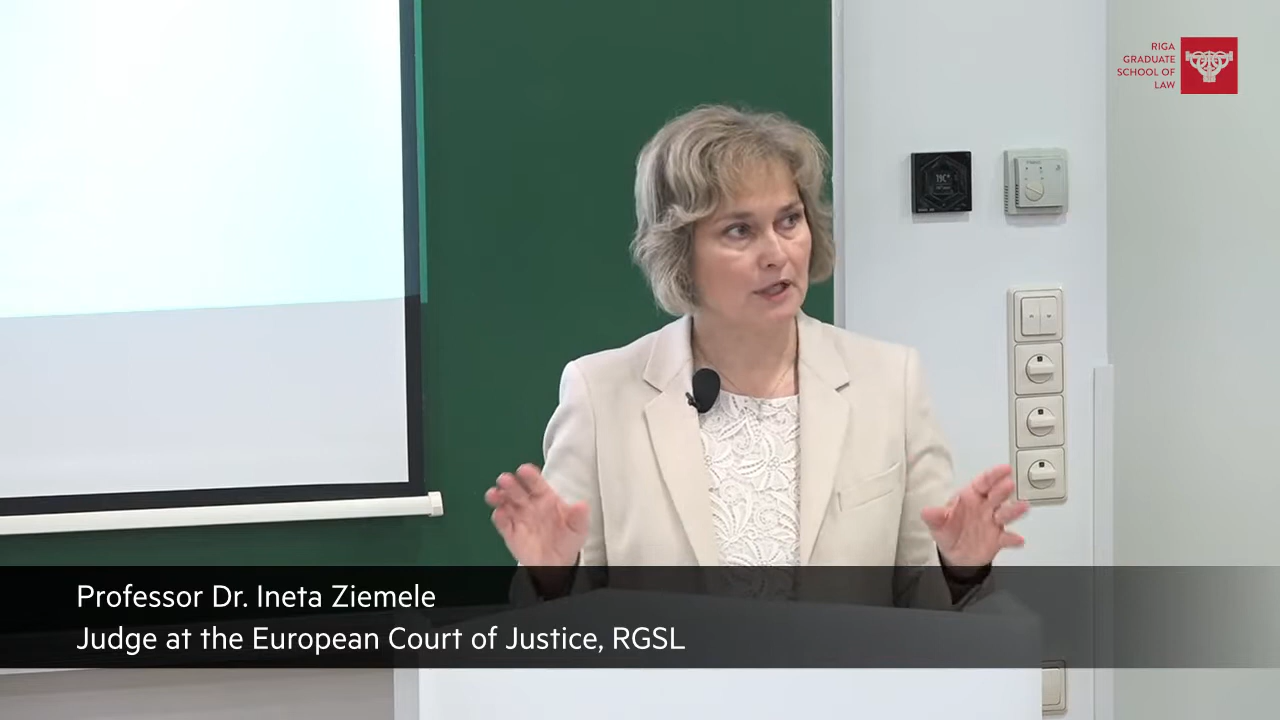 RIGA
GRADUATE
SCHOOL OF
LAW
Professor Dr. Ineta Ziemele
Judge at the European Court of Justice, RGSL